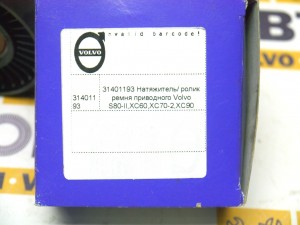 invalid barcode!
VOLVO
31401193 Натяжитель/ ролик
ремня приводного Volvo
S80-II,XC60,XC70-2,XC90
314011
93